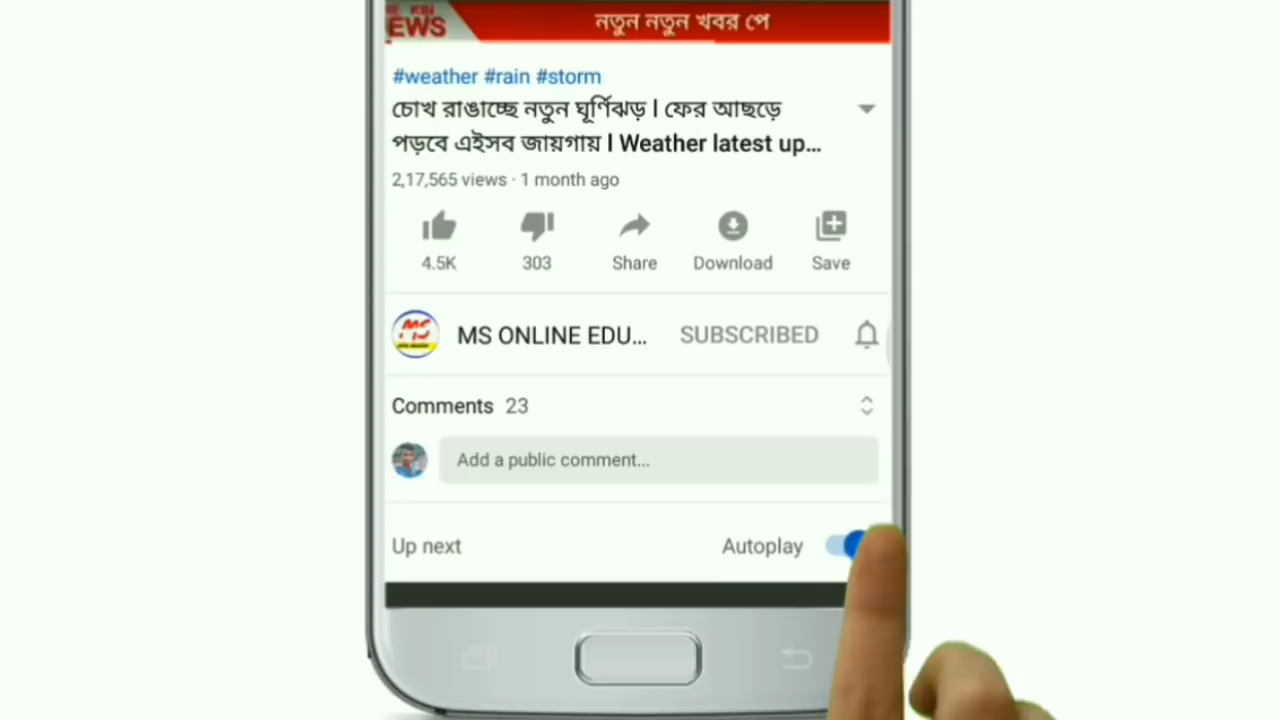 EWS
নতুন নতুন খবর পে
#weather #rain #storm
চোখ রাঙাচ্ছে নতুন ঘূর্ণিঝড় l ফের আছড়ে
পড়বে এইসব জায়গায় l Weather latest up...
2,17,565 views · 1 month ago
4.5K 303 Share Download Save
MS ONLINE EDU... SUBSCRIBED
Comments 23
Add a public comment...
Up next Autoplay